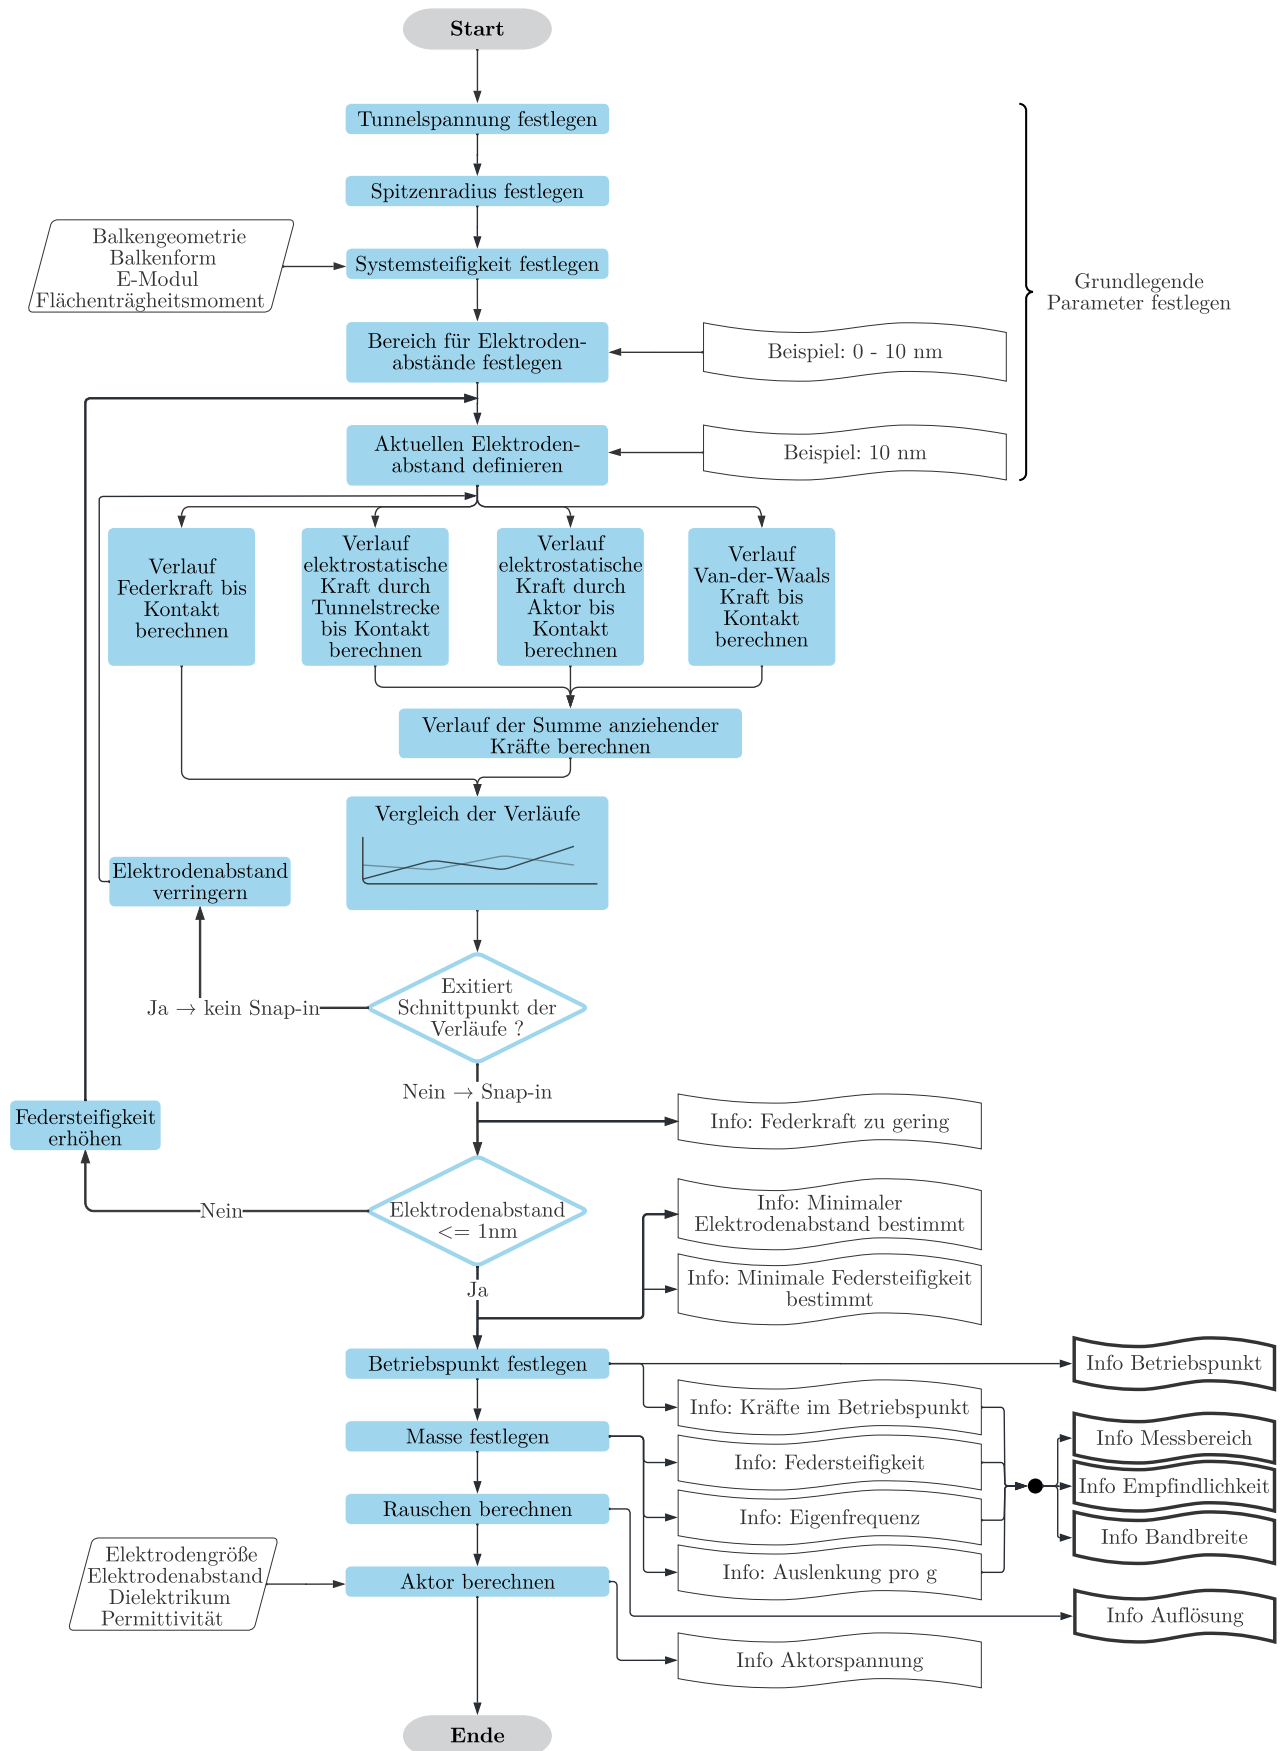 Start
Tunnelspannung festlegen
Spitzenradius festlegen
Balkengeometrie
Balkenform
E-Modul
Flächenträgheitsmoment
Systemsteifigkeit festlegen
Grundlegende
Parameter festlegen
Bereich für Elektroden-
abstände festlegen
Beispiel: 0 - 10 nm
Aktuellen Elektroden-
abstand definieren
Beispiel: 10 nm
Verlauf
Federkraft bis
Kontakt
berechnen
Verlauf
elektrostatische
Kraft durch
Tunnelstrecke
bis Kontakt
berechnen
Verlauf
elektrostatische
Kraft durch
Aktor bis
Kontakt
berechnen
Verlauf
Van-der-Waals
Kraft bis
Kontakt
berechnen
Verlauf der Summe anziehender
Kräfte berechnen
Vergleich der Verläufe
Elektrodenabstand
verringern
Exitiert
Schnittpunkt der
Verläufe ?
Ja → kein Snap-in
Nein → Snap-in
Info: Federkraft zu gering
Federsteifigkeit
erhöhen
Nein
Elektrodenabstand
<= 1nm
Info: Minimaler
Elektrodenabstand bestimmt
Info: Minimale Federsteifigkeit
bestimmt
Ja
Betriebspunkt festlegen
Info Betriebspunkt
Info: Kräfte im Betriebspunkt
Masse festlegen
Info Messbereich
Info: Federsteifigkeit
Info Empfindlichkeit
Rauschen berechnen
Info: Eigenfrequenz
Info Bandbreite
Elektrodengröße
Elektrodenabstand
Dielektrikum
Permittivität
Aktor berechnen
Info: Auslenkung pro g
Info Auflösung
Info Aktorspannung
Ende